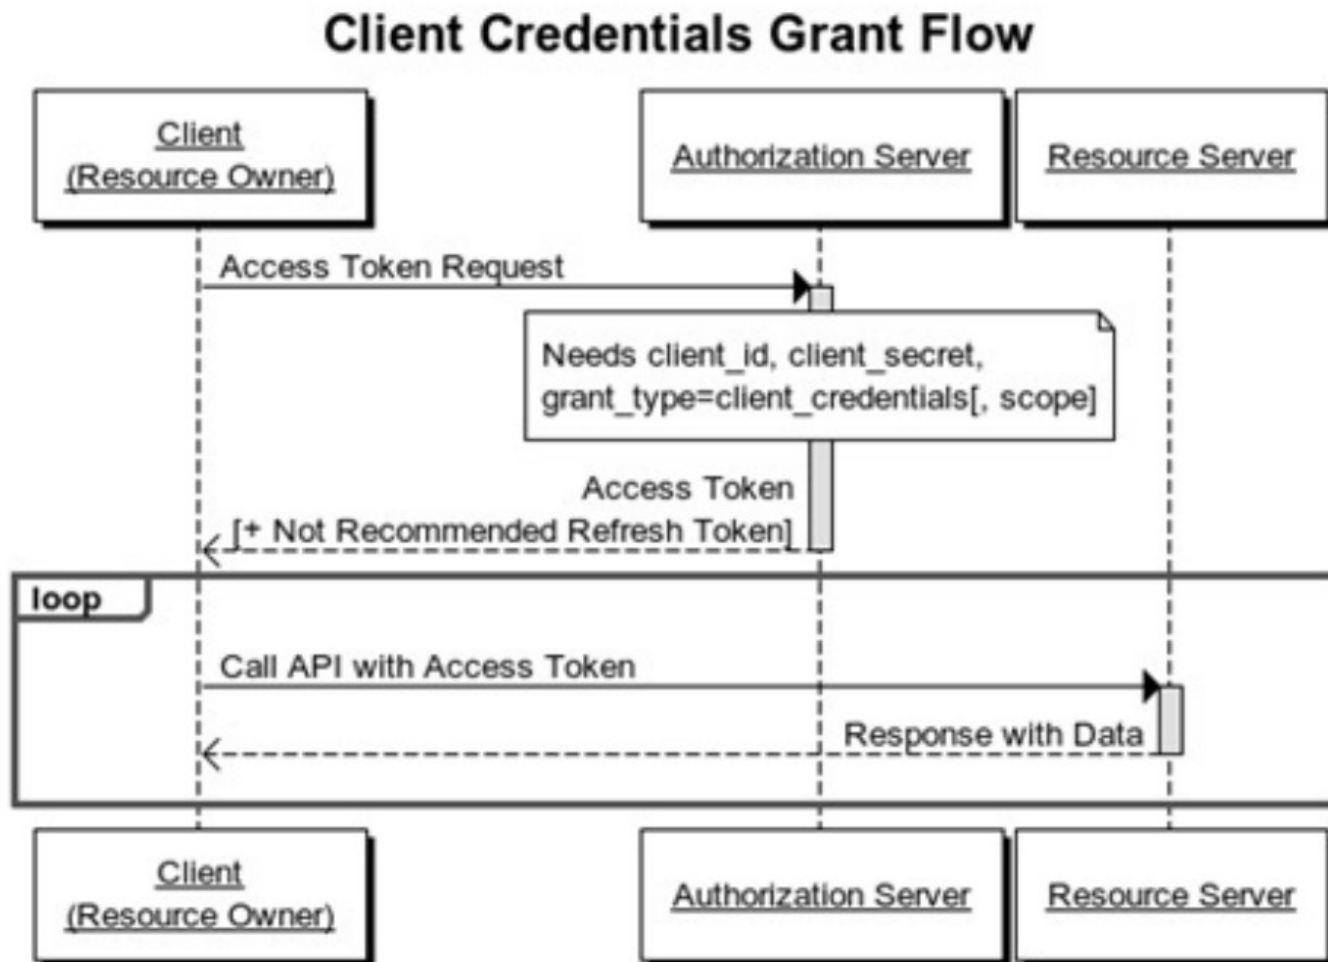 Client Credentials Grant Flow
Client
(Resource Owner)
Authorization Server
Resource Server
Access Token Request
Needs client_id, client_secret,
grant_type=client_credentials[, scope]
Access Token
[+ Not Recommended Refresh Token]
loop
Call API with Access Token
Response with Data
Client
(Resource Owner)
Authorization Server
Resource Server